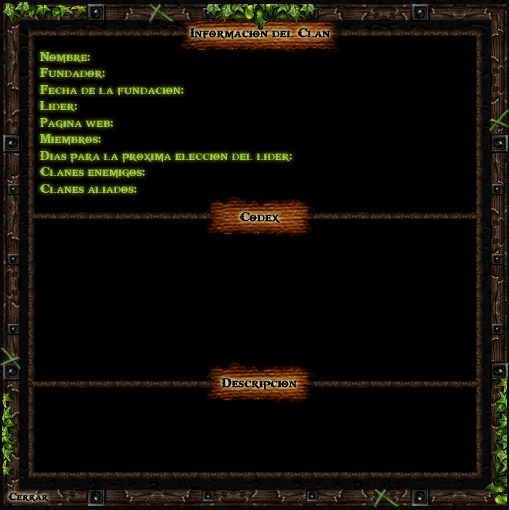 Informacion del Clan
Nombre:
Fundador:
Fecha de la fundacion:
Lider:
Pagina web:
Miembros:
Dias para la proxima eleccion del lider:
Clanes enemigos:
Clanes aliados:
Codex
Descripcion
Cerrar